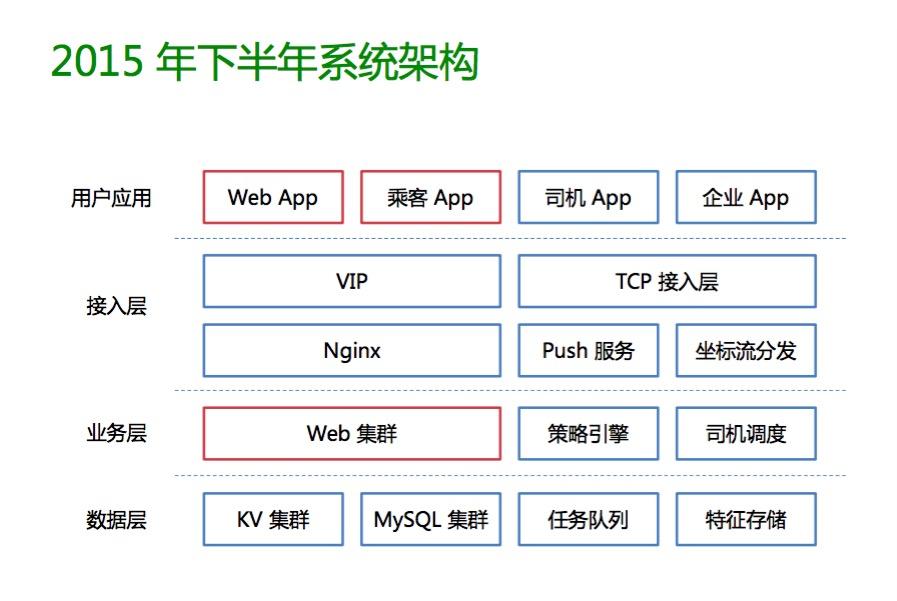 2015 年下半年系统架构
用户应用
Web App
乘客 App
司机 App
企业 App
接入层
VIP
TCP 接入层
Nginx
Push 服务
坐标流分发
业务层
Web 集群
策略引擎
司机调度
数据层
KV 集群
MySQL 集群
任务队列
特征存储